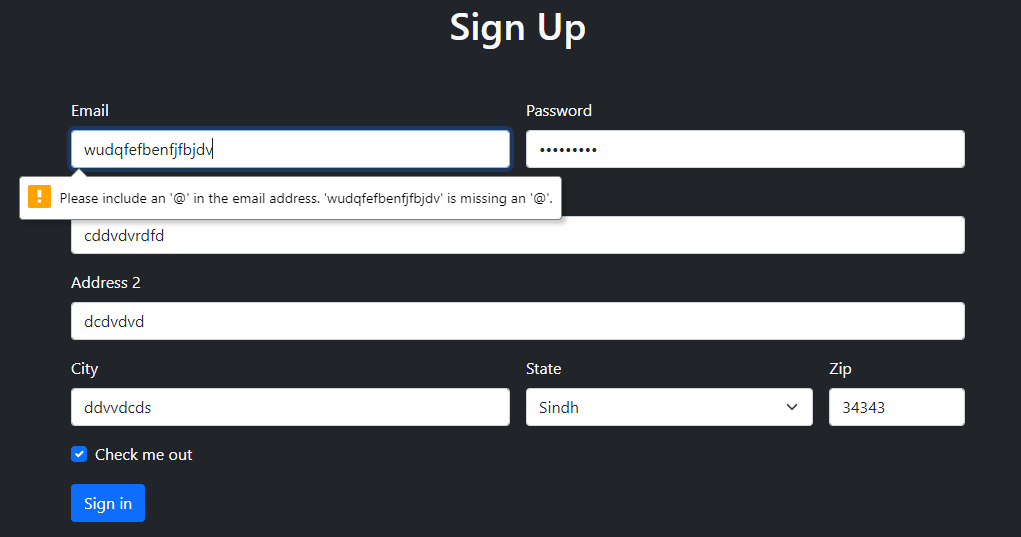 Sign Up
Email
Password
wudqfefbenfjfbjdv
•••••••••
Please include an '@' in the email address. 'wudqfefbenfjfbjdv' is missing an '@'.
cddvdvrdfd
Address 2
dcdvdvd
City
State
Zip
ddvvdcds
Sindh
34343
Check me out
Sign in